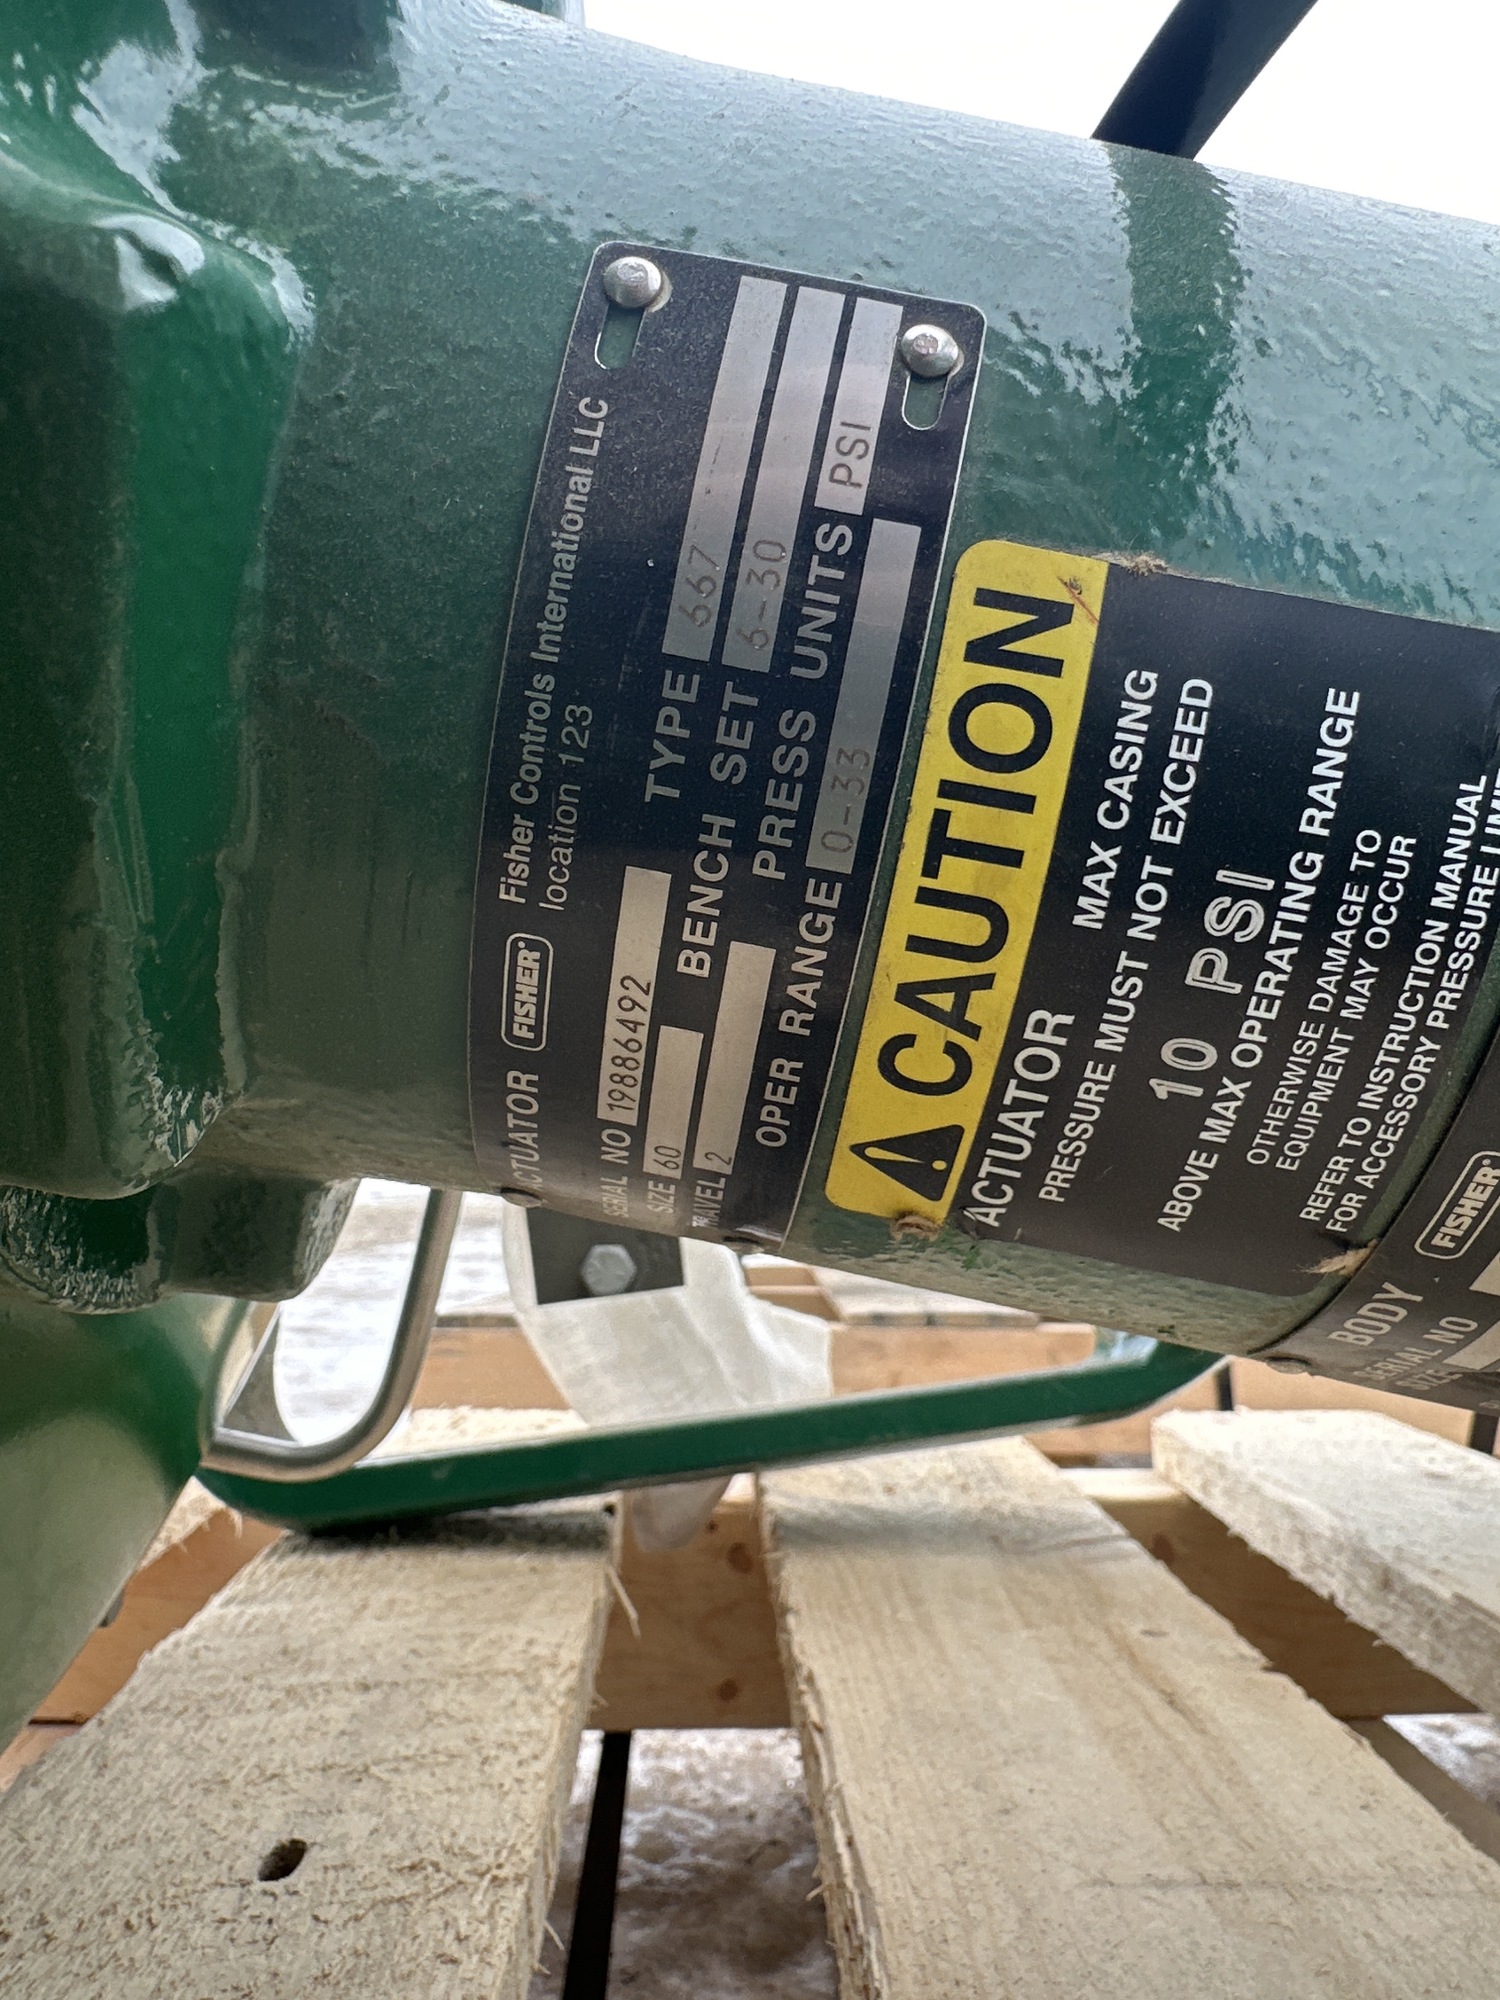 ACTUATOR FISHER Fisher Controls International LLC
location 123
SERIAL NO 19886492 TYPE 667
SIZE 60 BENCH SET 6-30
TRAVEL 2 PRESS UNITS PSI
OPER RANGE 0-33
CAUTION
ACTUATOR MAX CASING
PRESSURE MUST NOT EXCEED
10 PSI
ABOVE MAX OPERATING RANGE
OTHERWISE DAMAGE TO
EQUIPMENT MAY OCCUR
REFER TO INSTRUCTION MANUAL
FOR ACCESSORY PRESSURE
BODY FISHER
SERIAL NO
SIZE